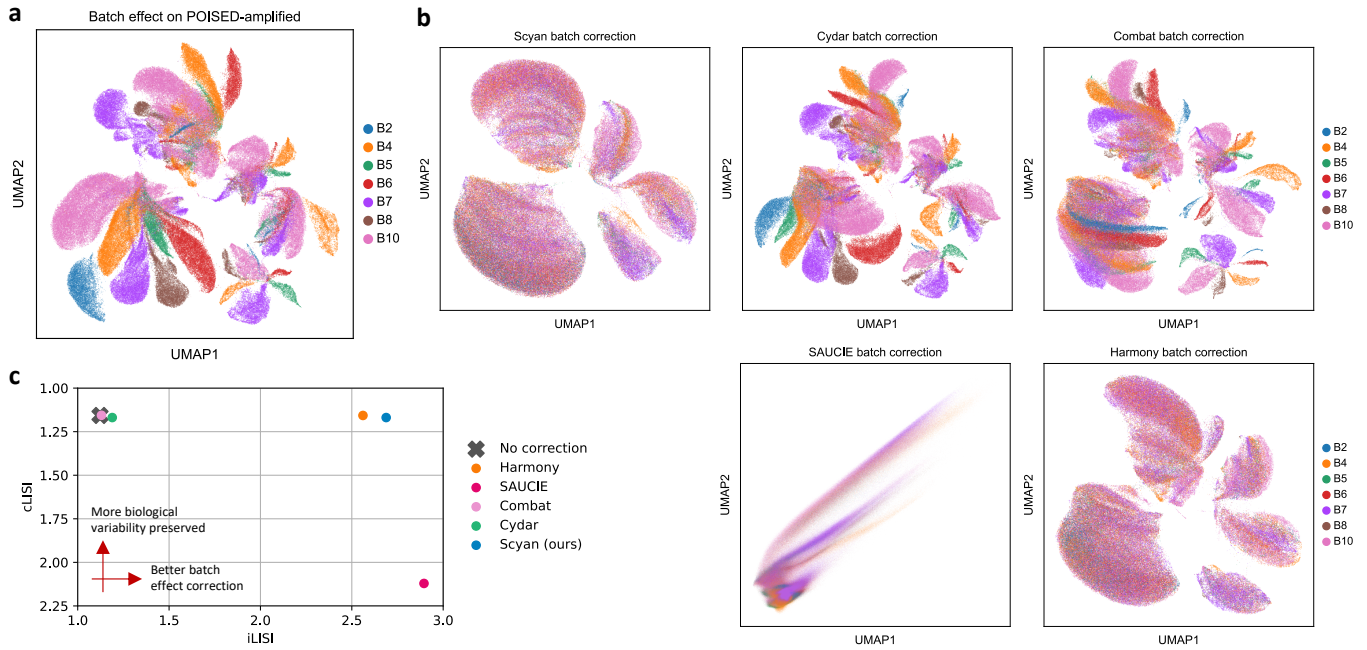 a
Batch effect on POISED-amplified
UMAP2
UMAP1
B2
B4
B5
B6
B7
B8
B10
b
Scyan batch correction
UMAP2
UMAP1
Cydar batch correction
UMAP2
UMAP1
Combat batch correction
UMAP2
UMAP1
B2
B4
B5
B6
B7
B8
B10
SAUCIE batch correction
UMAP2
UMAP1
Harmony batch correction
UMAP2
UMAP1
B2
B4
B5
B6
B7
B8
B10
c
1.00
1.25
1.50
1.75
2.00
2.25
cLISI
More biological
variability preserved
Better batch
effect correction
1.0
1.5
2.0
2.5
3.0
iLISI
No correction
Harmony
SAUCIE
Combat
Cydar
Scyan (ours)